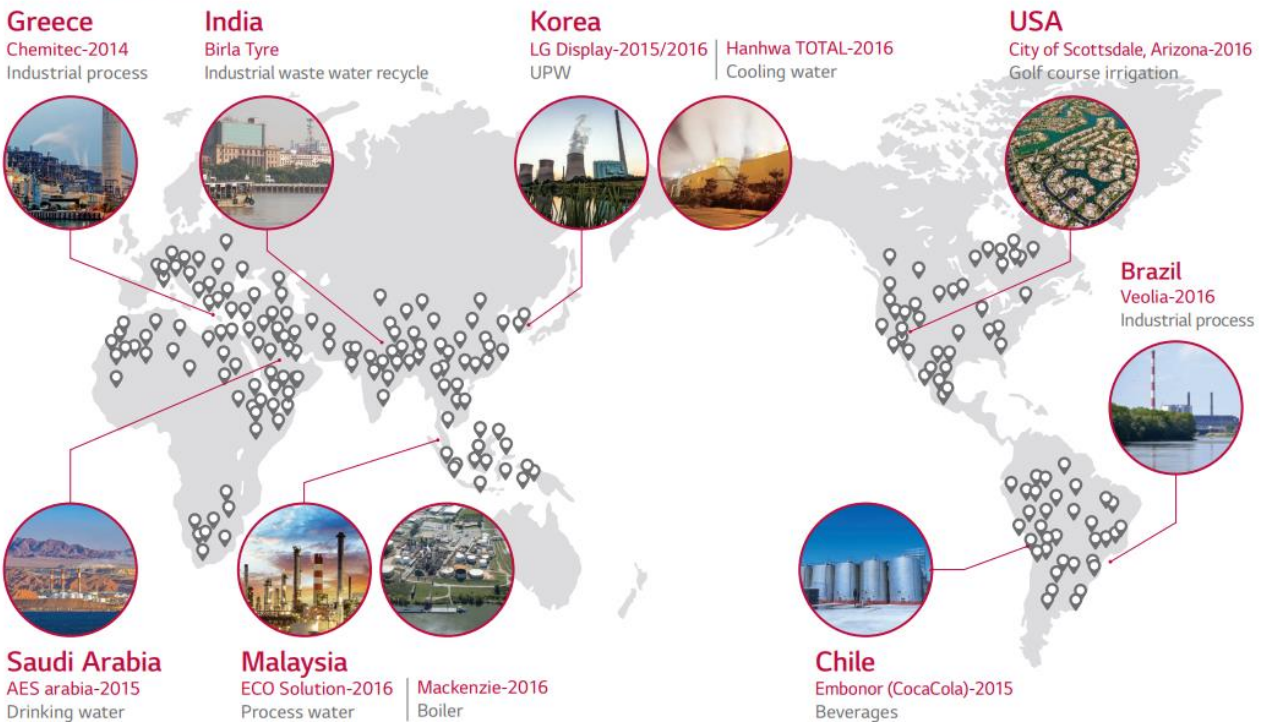 Greece
Chemitec-2014
Industrial process
India
Birla Tyre
Industrial waste water recycle
Korea
LG Display-2015/2016
UPW
Hanhwa TOTAL-2016
Cooling water
USA
City of Scottsdale, Arizona-2016
Golf course irrigation
Brazil
Veolia-2016
Industrial process
Saudi Arabia
AES arabia-2015
Drinking water
Malaysia
ECO Solution-2016
Process water
Mackenzie-2016
Boiler
Chile
Embonor (CocaCola)-2015
Beverages